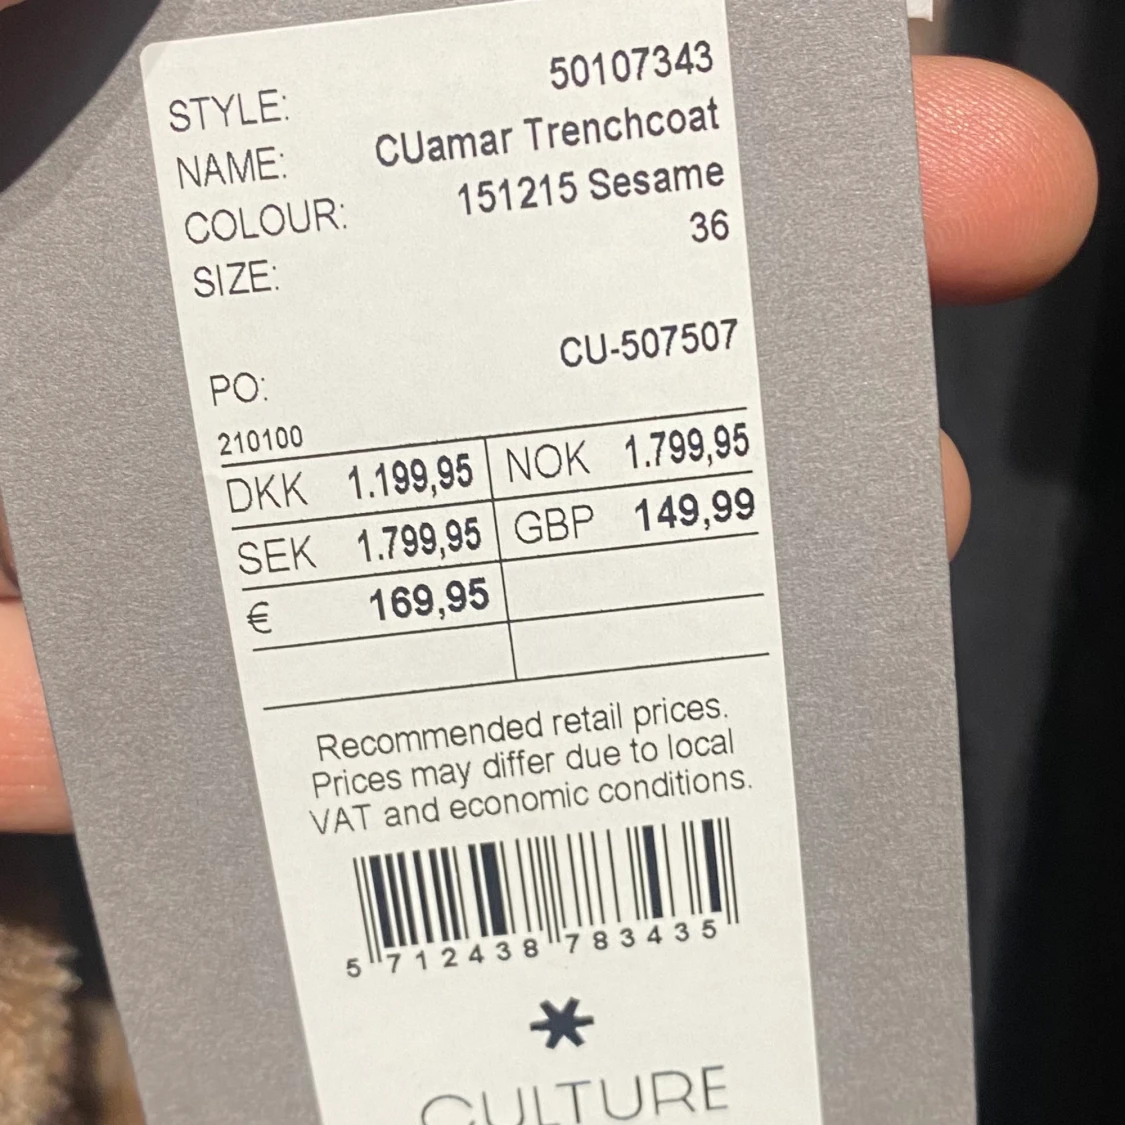 STYLE: 50107343
NAME: CUamar Trenchcoat
COLOUR: 151215 Sesame
SIZE: 36
PO: CU-507507
210100
DKK 1.199,95 NOK 1.799,95
SEK 1.799,95 GBP 149,99
€ 169,95
Recommended retail prices.
Prices may differ due to local
VAT and economic conditions.
5 712438 783435
CULTURE